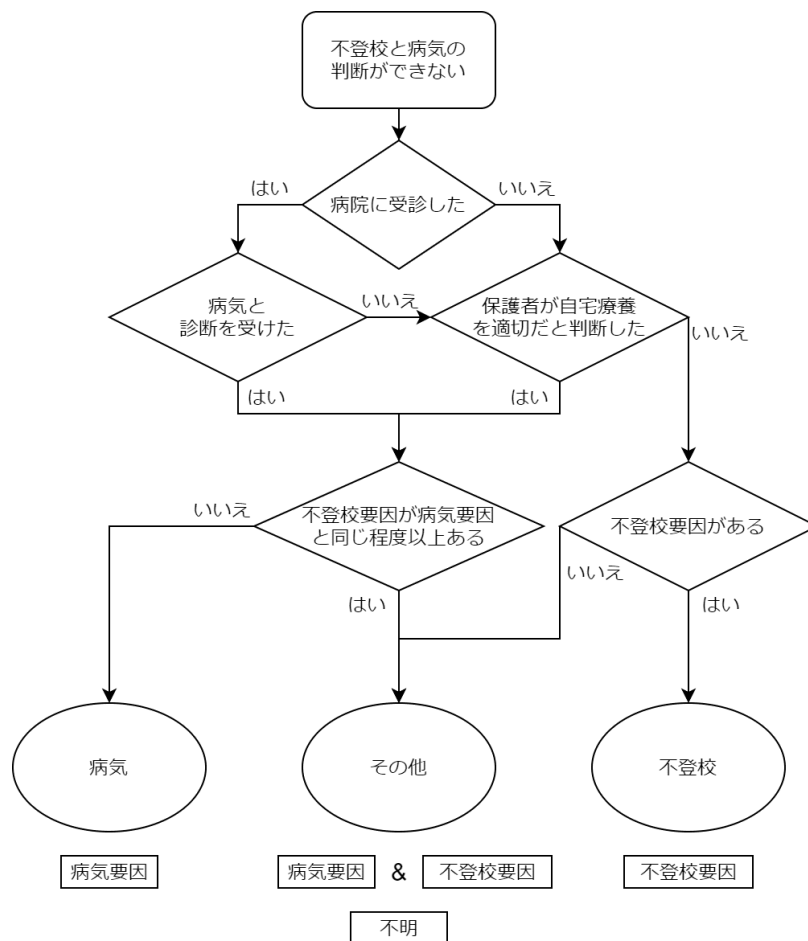 不登校と病気の
判断ができない
はい
いいえ
病院に受診した
病気と
診断を受けた
いいえ
保護者が自宅療養
を適切だと判断した
いいえ
はい
はい
いいえ
不登校要因が病気要因
と同じ程度以上ある
不登校要因がある
いいえ
はい
はい
病気
その他
不登校
病気要因
病気要因 & 不登校要因
不登校要因
不明